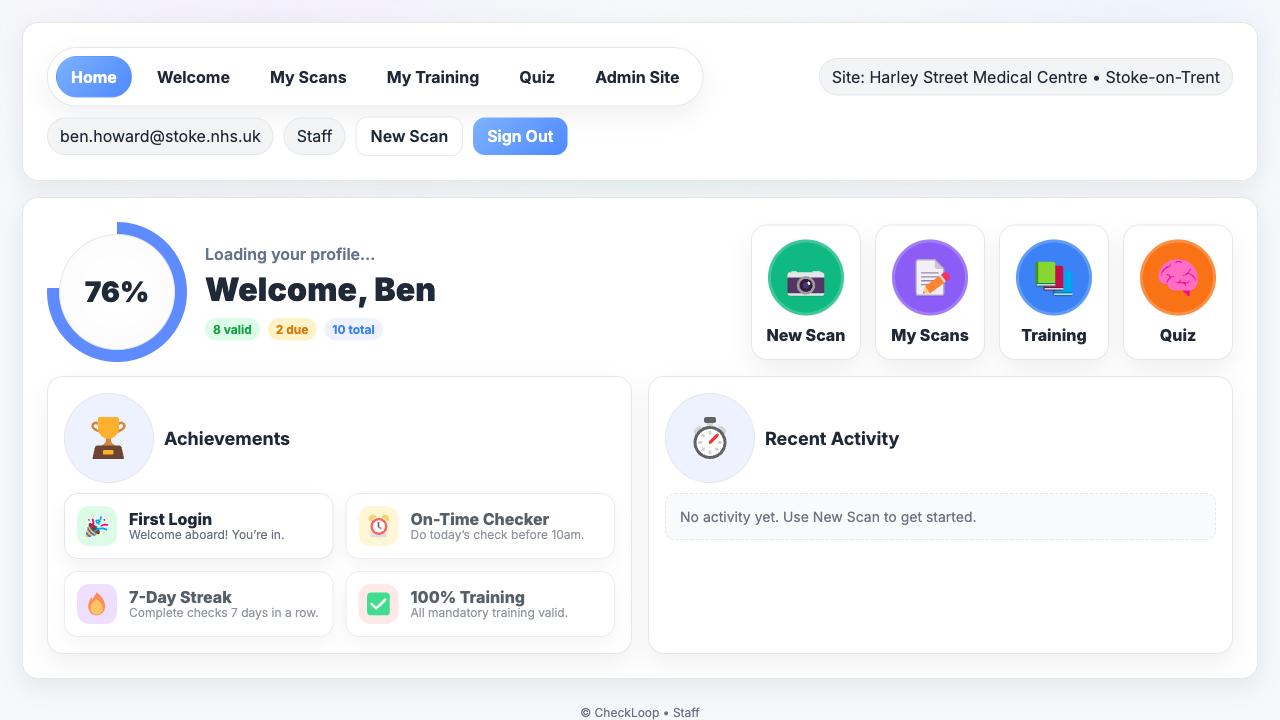 Home
Welcome
My Scans
My Training
Quiz
Admin Site
Site: Harley Street Medical Centre • Stoke-on-Trent
ben.howard@stoke.nhs.uk
Staff
New Scan
Sign Out
76%
Loading your profile...
Welcome, Ben
8 valid
2 due
10 total
New Scan
My Scans
Training
Quiz
Achievements
First Login
Welcome aboard! You’re in.
On-Time Checker
Do today’s check before 10am.
7-Day Streak
Complete checks 7 days in a row.
100% Training
All mandatory training valid.
Recent Activity
No activity yet. Use New Scan to get started.
© CheckLoop • Staff